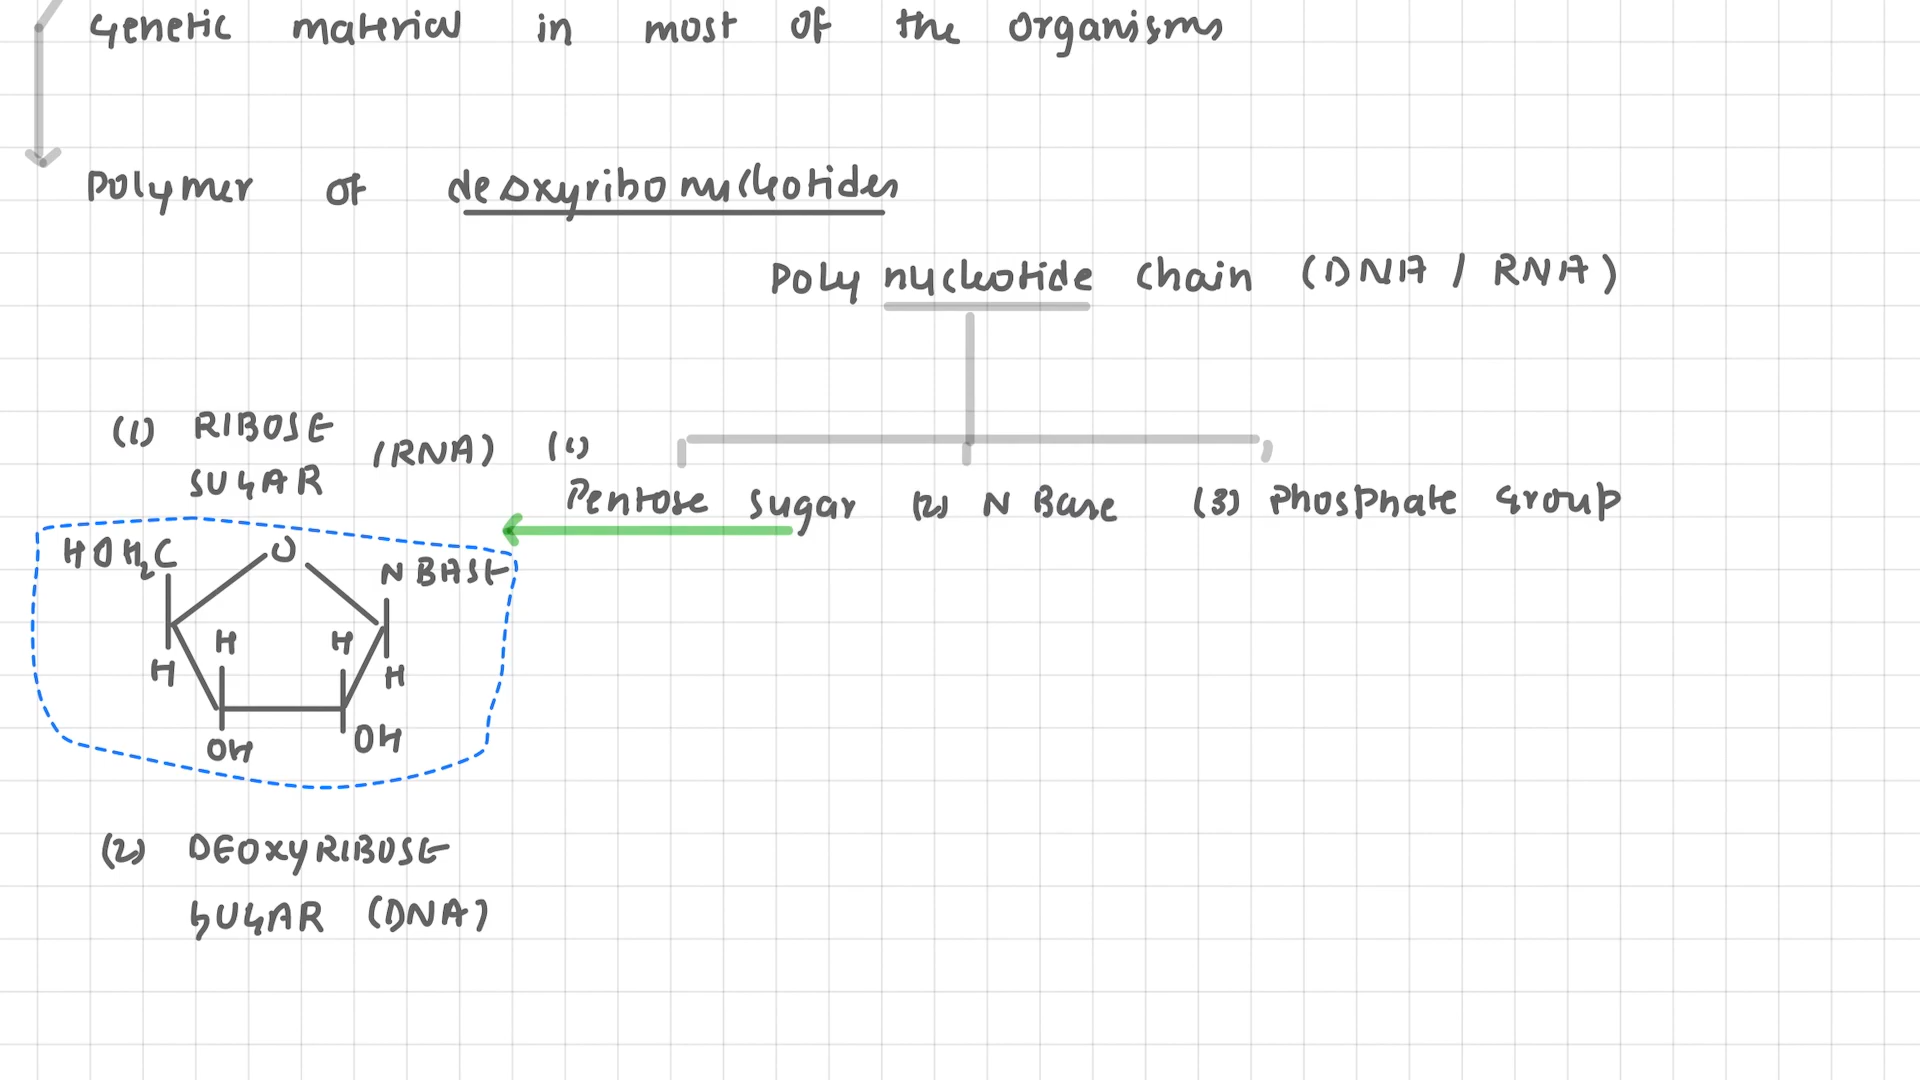 Genetic material in most of the organisms
Polymer of deoxyribonucleotides
Poly nucleotide chain (DNA / RNA)
(1) RIBOSE SUGAR (RNA)
(1) Pentose sugar (2) N Base (3) Phosphate Group
HOH₂C O N BASE
H H
H H
OH OH
(2) DEOXYRIBOSE
SUGAR (DNA)